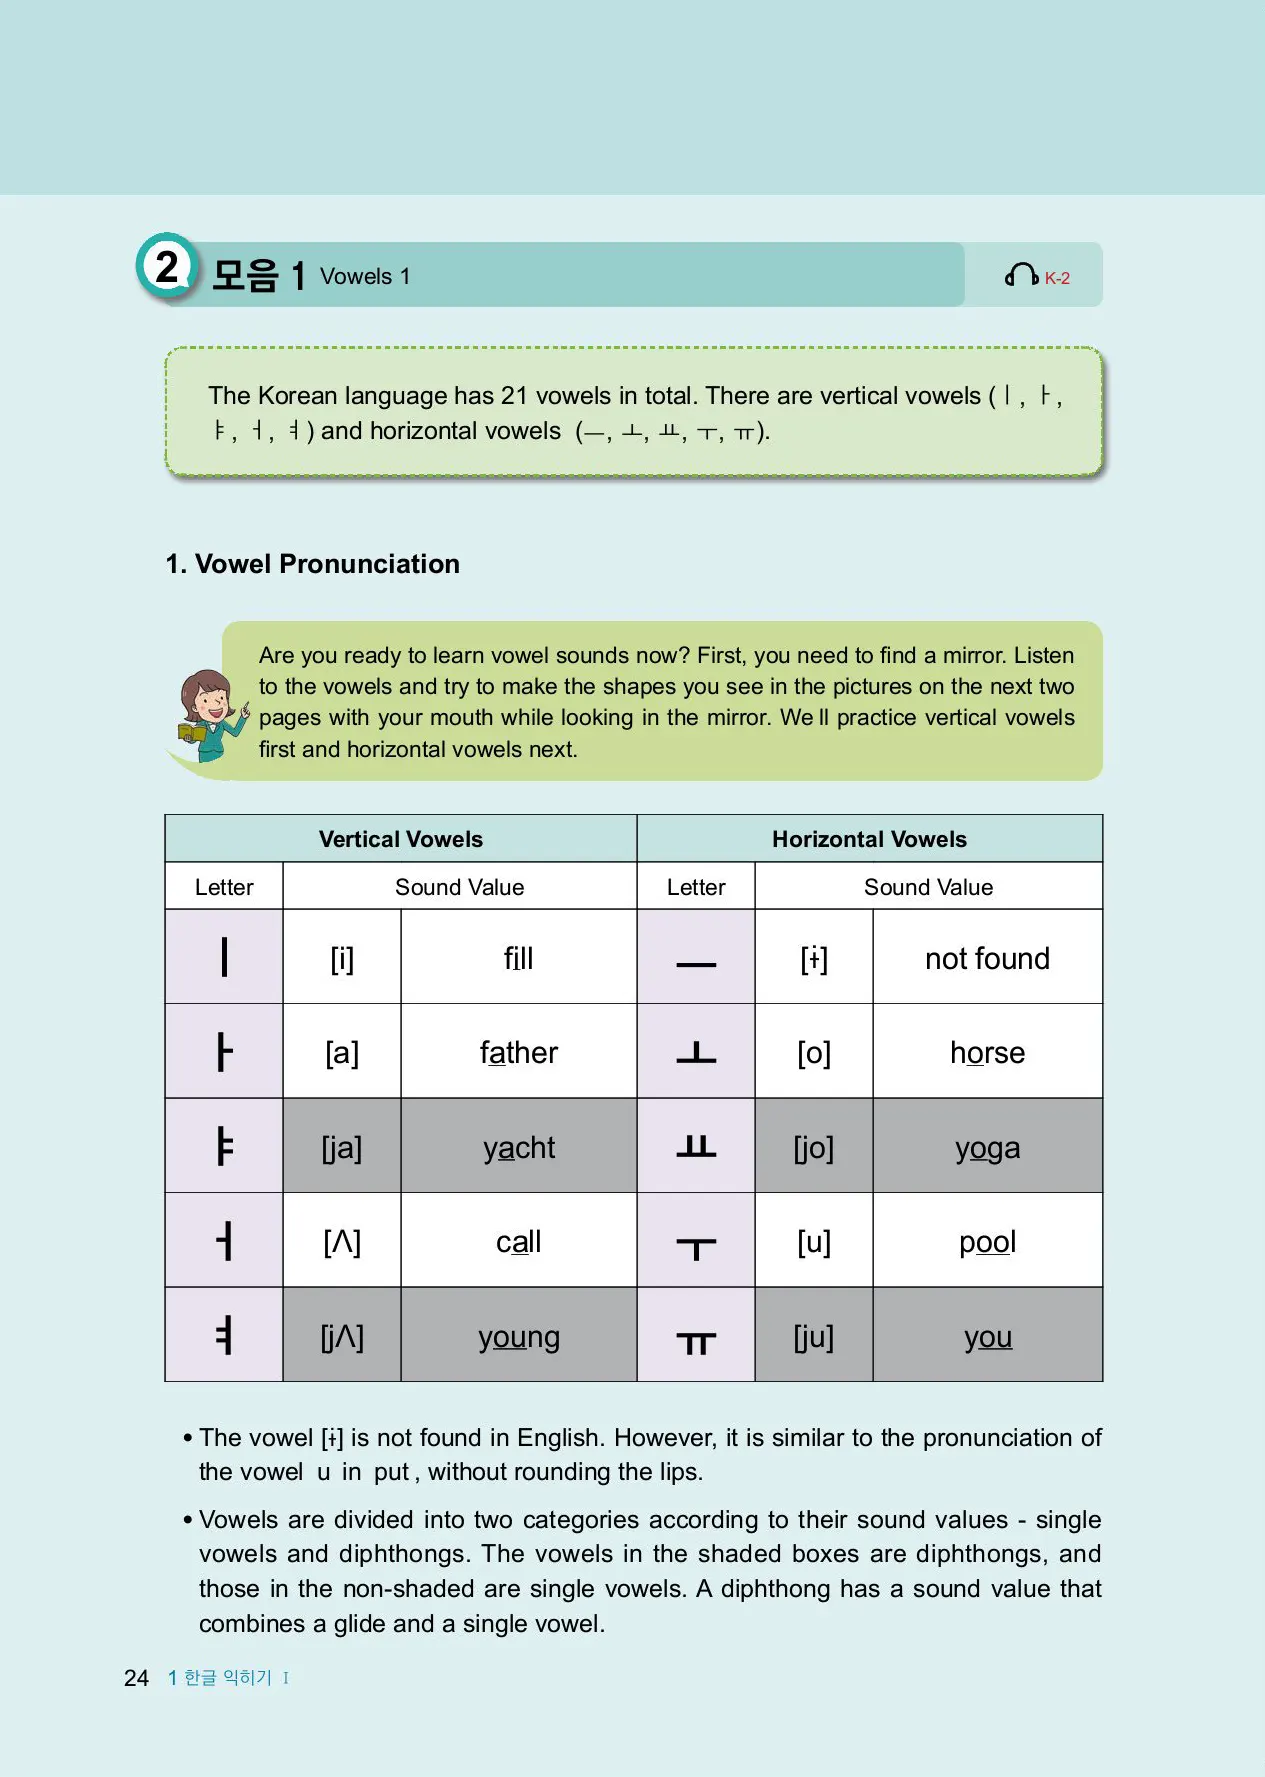 2 모음 1 Vowels 1 K-2
The Korean language has 21 vowels in total. There are vertical vowels (ㅣ, ㅏ,
ㅑ, ㅓ, ㅕ) and horizontal vowels (ㅡ, ㅗ, ㅛ, ㅜ, ㅠ).
1. Vowel Pronunciation
Are you ready to learn vowel sounds now? First, you need to find a mirror. Listen
to the vowels and try to make the shapes you see in the pictures on the next two
pages with your mouth while looking in the mirror. We ll practice vertical vowels
first and horizontal vowels next.
Vertical Vowels Horizontal Vowels
Letter Sound Value Letter Sound Value
ㅣ [i] fill ㅡ [ɨ] not found
ㅏ [a] father ㅗ [o] horse
ㅑ [ja] yacht ㅛ [jo] yoga
ㅓ [Λ] call ㅜ [u] pool
ㅕ [jΛ] young ㅠ [ju] you
• The vowel [ɨ] is not found in English. However, it is similar to the pronunciation of
the vowel u in put , without rounding the lips.
• Vowels are divided into two categories according to their sound values - single
vowels and diphthongs. The vowels in the shaded boxes are diphthongs, and
those in the non-shaded are single vowels. A diphthong has a sound value that
combines a glide and a single vowel.
24 1 한글 익히기 Ⅰ